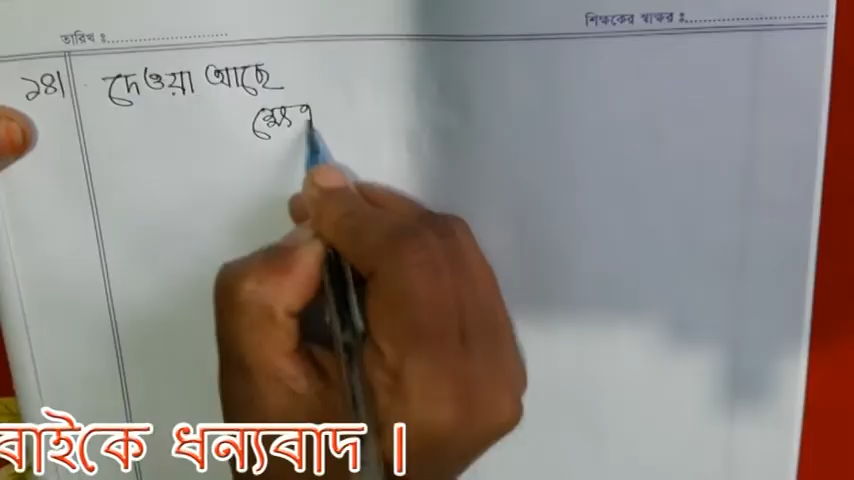 তারিখ ঃ
শিক্ষকের স্বাক্ষর ঃ
১৪। দেওয়া আছে
ক্ষেত্র
বাইকে ধন্যবাদ ।